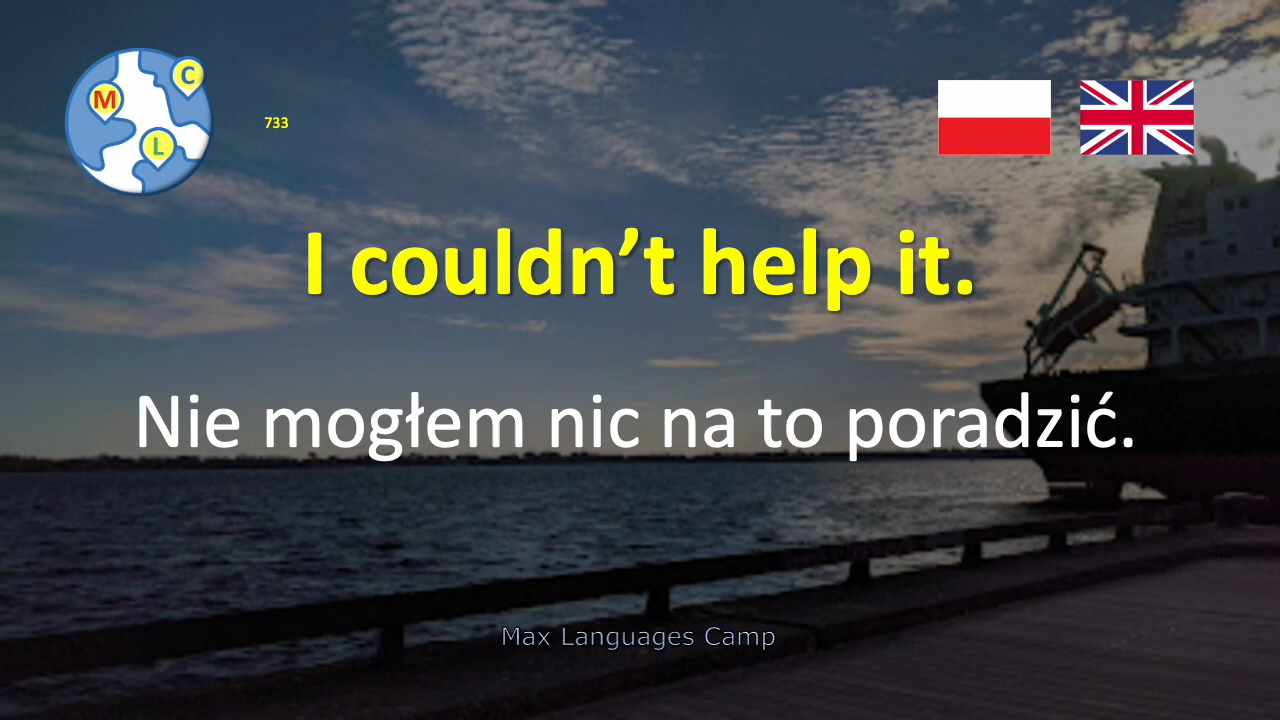 M
C
L
733
I couldn’t help it.
Nie mogłem nic na to poradzić.
Max Languages Camp